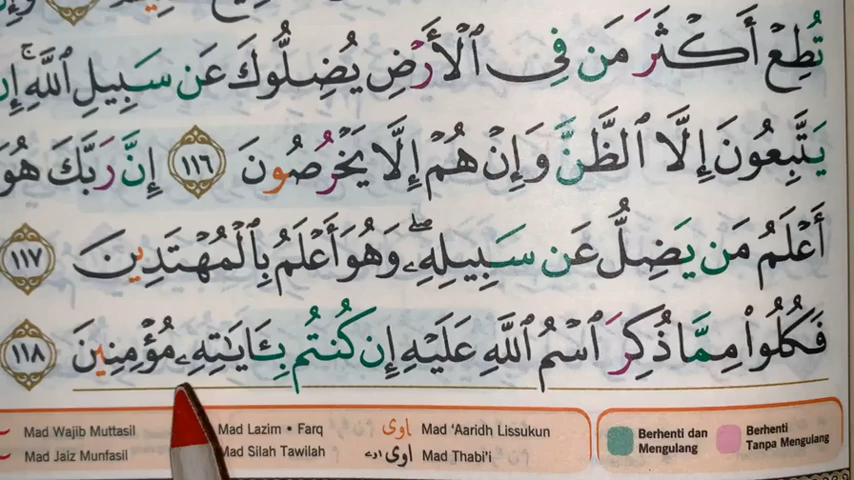 تُطِعْ أَكْثَرَ مَن فِي ٱلْأَرْضِ يُضِلُّوكَ عَن سَبِيلِ ٱللَّهِۚ إِن
يَتَّبِعُونَ إِلَّا ٱلظَّنَّ وَإِنْ هُمْ إِلَّا يَخْرُصُونَ ١١٦ إِنَّ رَبَّكَ هُوَ
أَعْلَمُ مَن يَضِلُّ عَن سَبِيلِهِۦۖ وَهُوَ أَعْلَمُ بِٱلْمُهْتَدِينَ ١١٧
فَكُلُوا۟ مِمَّا ذُكِرَ ٱسْمُ ٱللَّهِ عَلَيْهِ إِن كُنتُم بِـَٔايَـٰتِهِۦ مُؤْمِنِينَ ١١٨
Mad Wajib Muttasil
Mad Jaiz Munfasil
Mad Lazim • Farq
Mad Silah Tawilah
اوى Mad 'Aaridh Lissukun
اوى Mad Thabi'i
Berhenti dan
Mengulang
Berhenti
Tanpa Mengulang